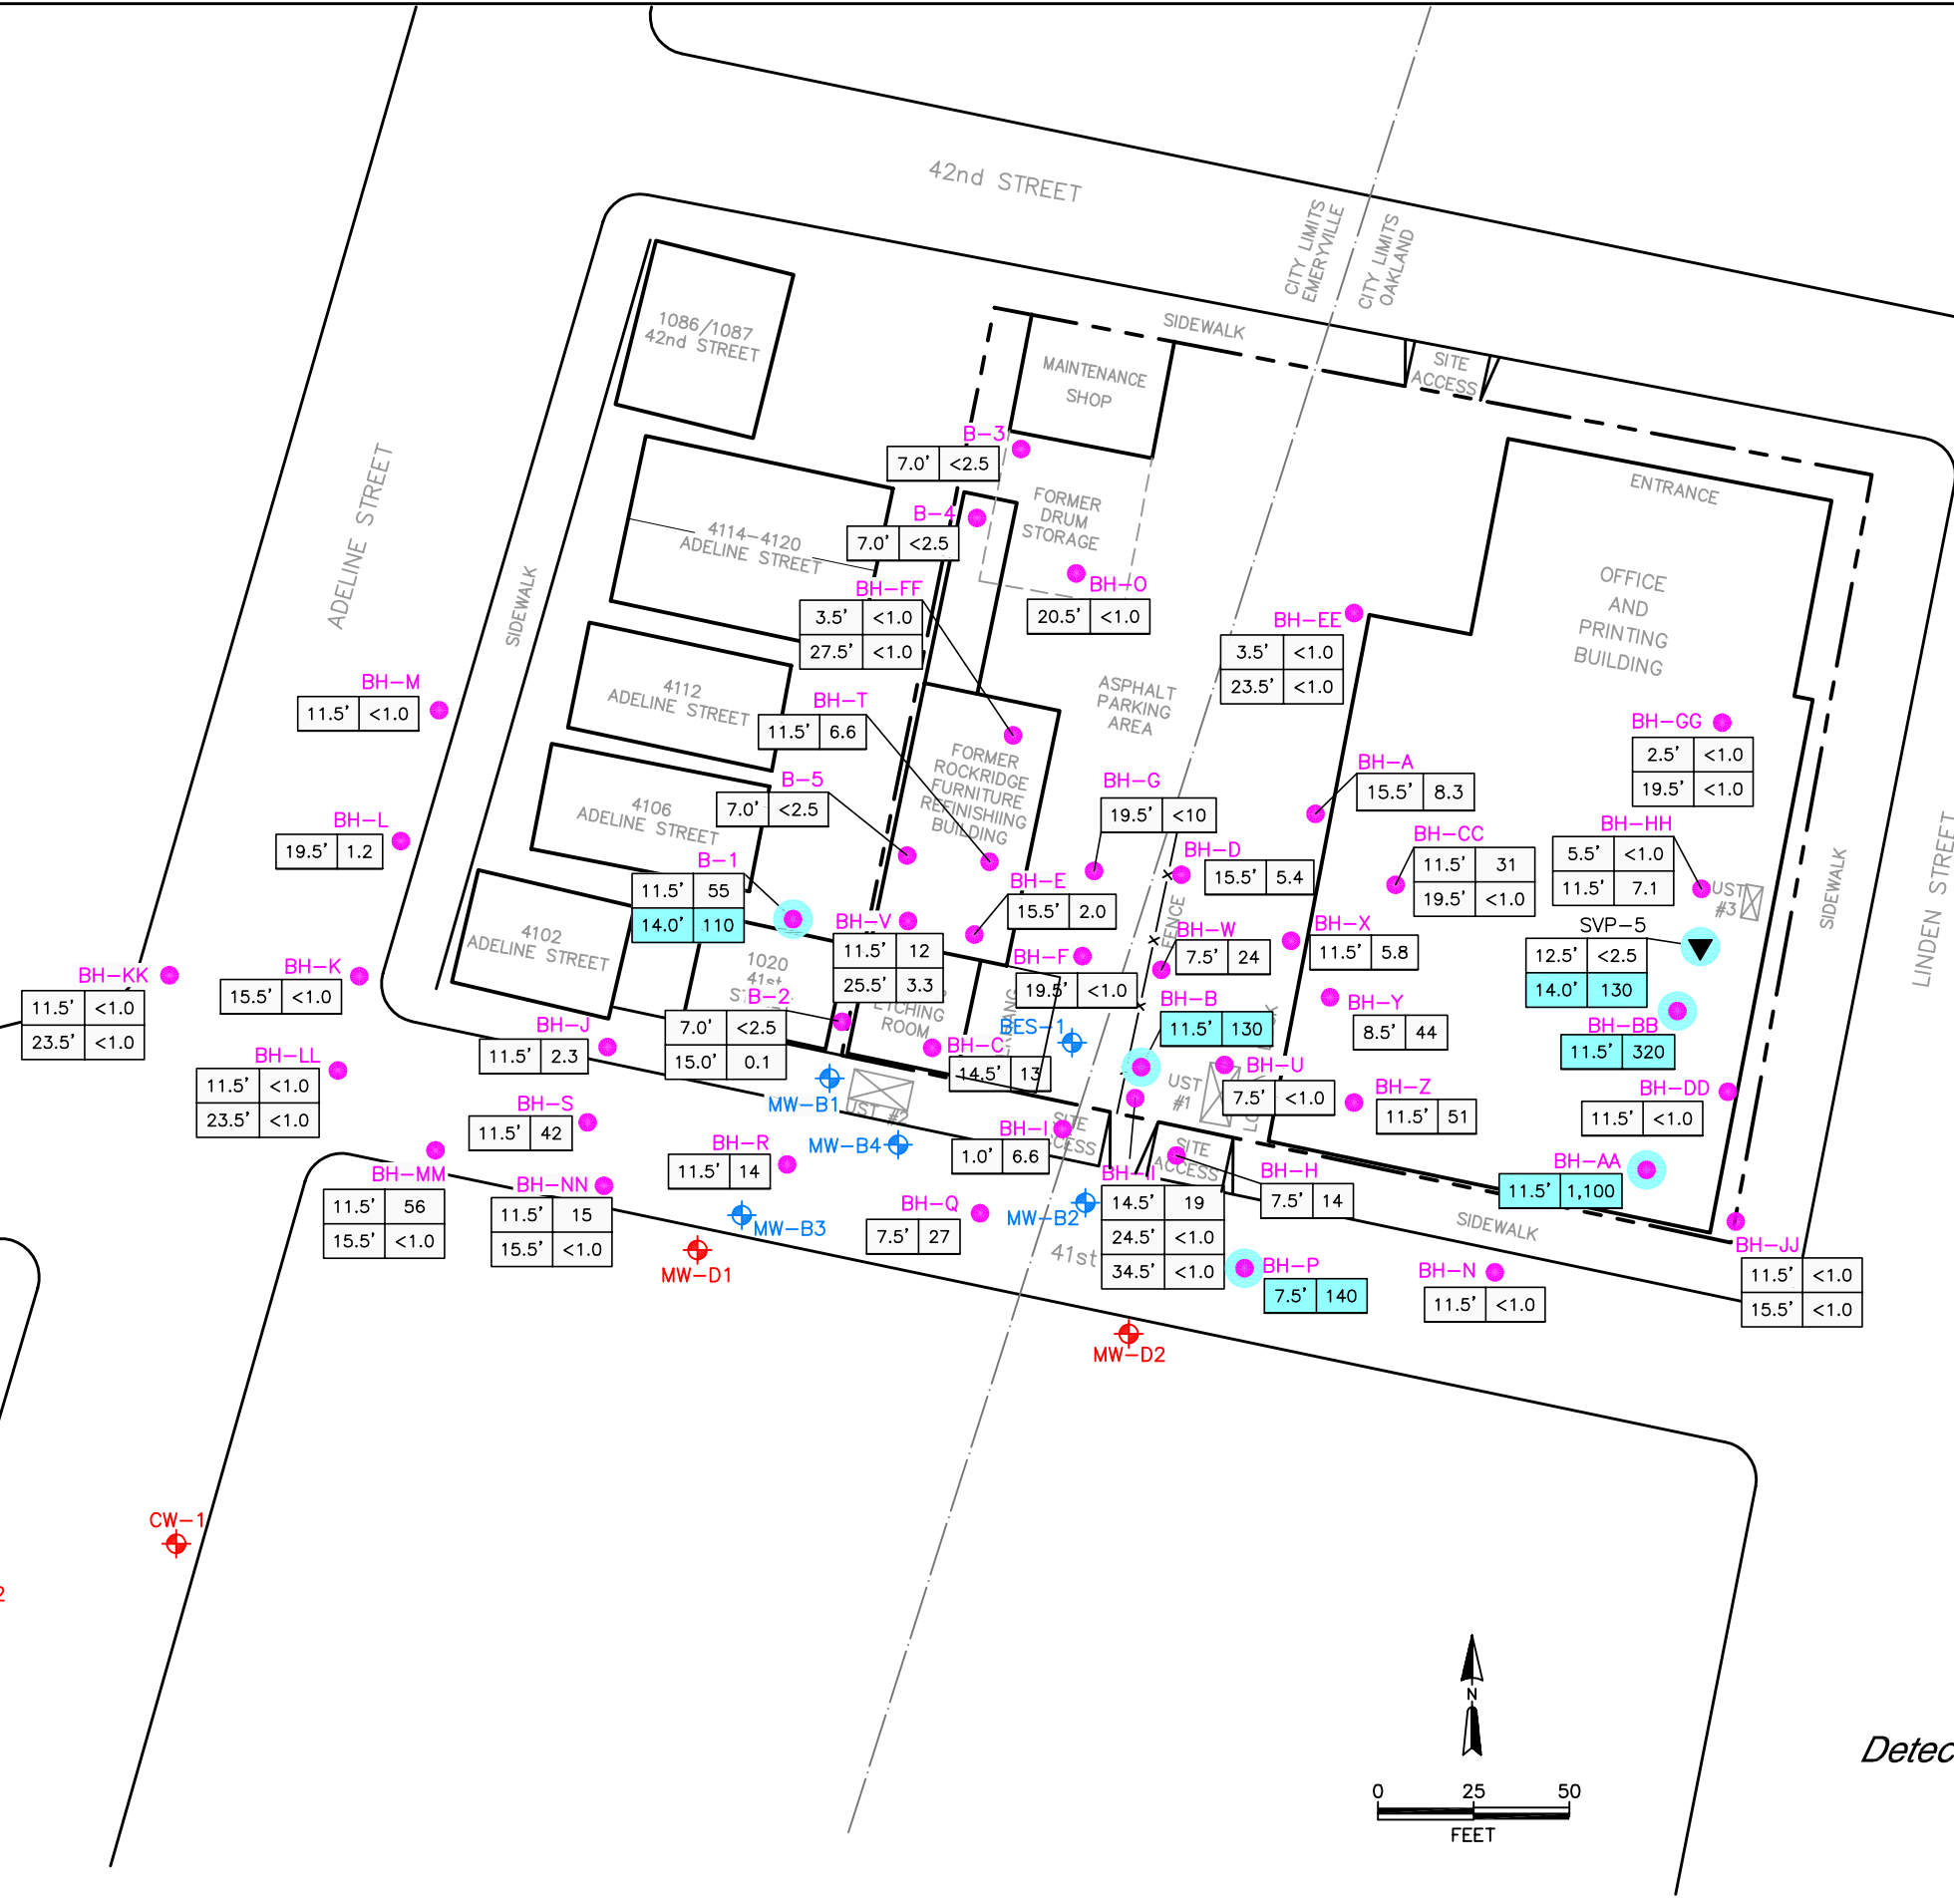 42nd STREET
CITY LIMITS
EMERYVILLE
CITY LIMITS
OAKLAND
SIDEWALK
1086/1087
42nd STREET
MAINTENANCE
SHOP
SITE
ACCESS
B-3
7.0' <2.5
ENTRANCE
ADELINE STREET
SIDEWALK
4114-4120
ADELINE STREET
B-4
7.0' <2.5
FORMER
DRUM
STORAGE
BH-O
20.5' <1.0
BH-FF
3.5' <1.0
27.5' <1.0
BH-EE
3.5' <1.0
23.5' <1.0
OFFICE
AND
PRINTING
BUILDING
BH-M
11.5' <1.0
4112
ADELINE STREET
BH-T
11.5' 6.6
ASPHALT
PARKING
AREA
BH-GG
2.5' <1.0
19.5' <1.0
FORMER
ROCKRIDGE
FURNITURE
REFINISHIING
BUILDING
B-5
7.0' <2.5
BH-G
19.5' <10
BH-A
15.5' 8.3
BH-L
19.5' 1.2
4106
ADELINE STREET
BH-CC
11.5' 31
19.5' <1.0
BH-HH
5.5' <1.0
11.5' 7.1
UST
#3
SIDEWALK
LINDEN STREET
B-1
11.5' 55
14.0' 110
BH-D
15.5' 5.4
BH-E
15.5' 2.0
FENCE
4102
ADELINE STREET
BH-V
11.5' 12
25.5' 3.3
BH-W
7.5' 24
BH-X
11.5' 5.8
SVP-5
12.5' <2.5
14.0' 130
BH-KK
11.5' <1.0
23.5' <1.0
BH-K
15.5' <1.0
1020
41st
BH-F
19.5' <1.0
B-2
7.0' <2.5
15.0' 0.1
ETCHING
ROOM
BES-1
BH-B
11.5' 130
BH-Y
8.5' 44
BH-BB
11.5' 320
BH-J
11.5' 2.3
BH-C
14.5' 13
BH-LL
11.5' <1.0
23.5' <1.0
MW-B1
UST #2
UST
#1
BH-U
7.5' <1.0
BH-Z
11.5' 51
BH-DD
11.5' <1.0
BH-S
11.5' 42
MW-B4
BH-I
1.0' 6.6
SITE
SITE
ACCESS
BH-R
11.5' 14
BH-MM
11.5' 56
15.5' <1.0
BH-NN
11.5' 15
15.5' <1.0
MW-B3
BH-Q
7.5' 27
MW-B2
BH-II
14.5' 19
24.5' <1.0
34.5' <1.0
BH-H
7.5' 14
BH-AA
11.5' 1,100
SIDEWALK
41st
MW-D1
BH-P
7.5' 140
BH-N
11.5' <1.0
BH-JJ
11.5' <1.0
15.5' <1.0
MW-D2
CW-1
2
N
Detec
0 25 50
FEET